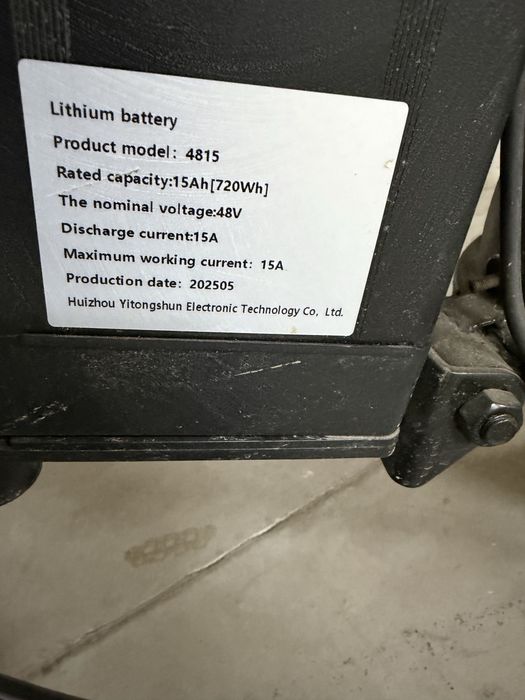 Lithium battery
Product model: 4815
Rated capacity:15Ah[720Wh]
The nominal voltage:48V
Discharge current:15A
Maximum working current: 15A
Production date: 202505
Huizhou Yitongshun Electronic Technology Co, Ltd.